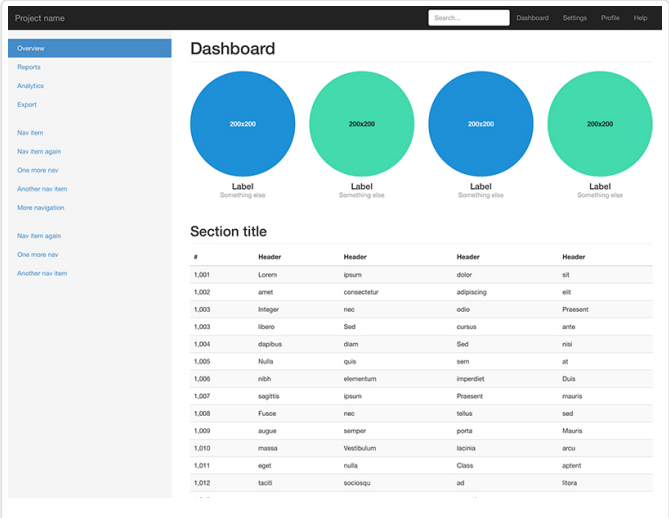 Project name
Search...
Dashboard
Settings
Profile
Help
Overview
Reports
Analytics
Export
Nav item
Nav item again
One more nav
Another nav item
More navigation
Nav item again
One more nav
Another nav item
Dashboard
200x200 200x200 200x200 200x200
Label Label Label Label
Something else Something else Something else Something else
Section title
# Header Header Header Header
1,001 Lorem ipsum dolor sit
1,002 amet consectetur adipiscing elit
1,003 Integer nec odio Praesent
1,003 libero Sed cursus ante
1,004 dapibus diam Sed nisi
1,005 Nulla quis sem at
1,006 nibh elementum imperdiet Duis
1,007 sagittis ipsum Praesent mauris
1,008 Fusce nec tellus sed
1,009 augue semper porta Mauris
1,010 massa Vestibulum lacinia arcu
1,011 eget nulla Class aptent
1,012 taciti sociosqu ad litora